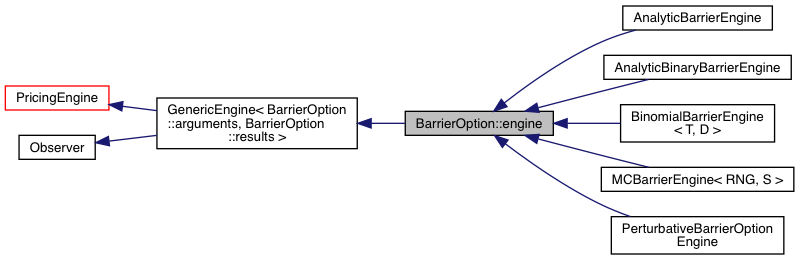 PricingEngine
Observer
GenericEngine< BarrierOption
::arguments, BarrierOption
::results >
BarrierOption::engine
AnalyticBarrierEngine
AnalyticBinaryBarrierEngine
BinomialBarrierEngine
< T, D >
MCBarrierEngine< RNG, S >
PerturbativeBarrierOption
Engine